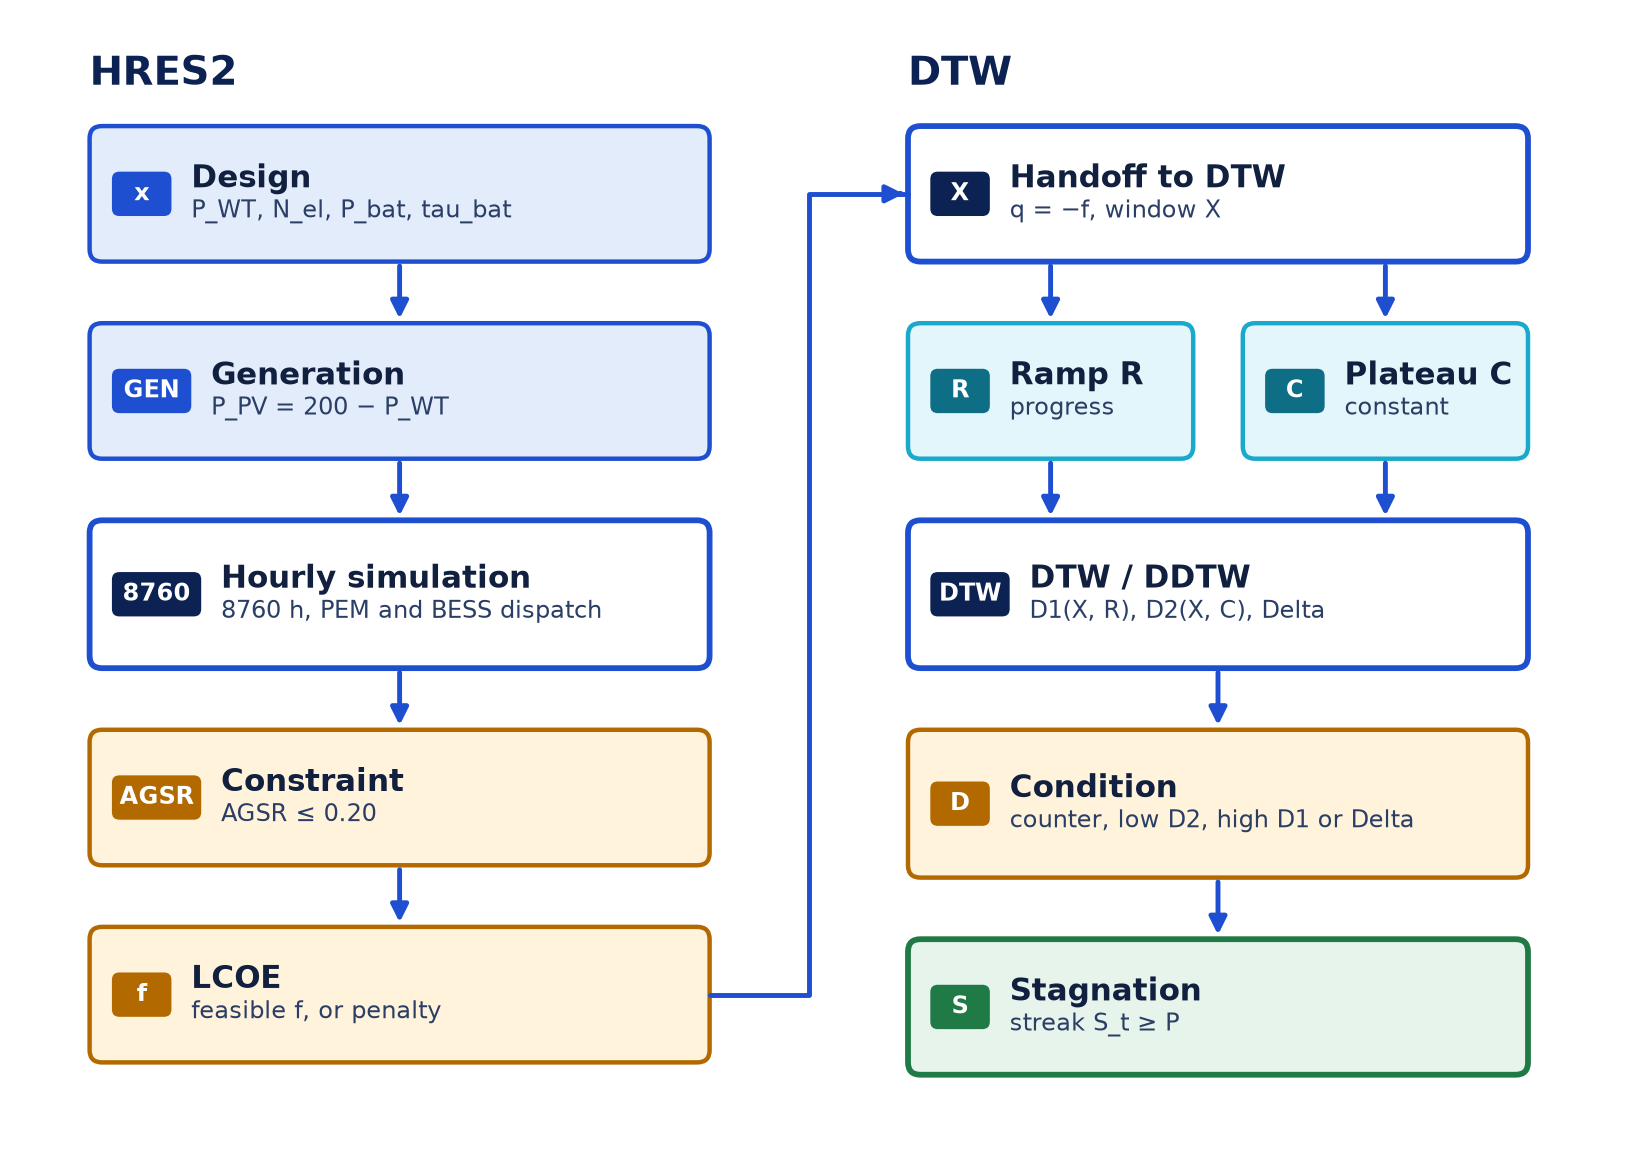 HRES2
x
Design
P_WT, N_el, P_bat, tau_bat
GEN
Generation
P_PV = 200 − P_WT
8760
Hourly simulation
8760 h, PEM and BESS dispatch
AGSR
Constraint
AGSR ≤ 0.20
f
LCOE
feasible f, or penalty
DTW
X
Handoff to DTW
q = −f, window X
R
Ramp R
progress
C
Plateau C
constant
DTW
DTW / DDTW
D1(X, R), D2(X, C), Delta
D
Condition
counter, low D2, high D1 or Delta
S
Stagnation
streak S_t ≥ P